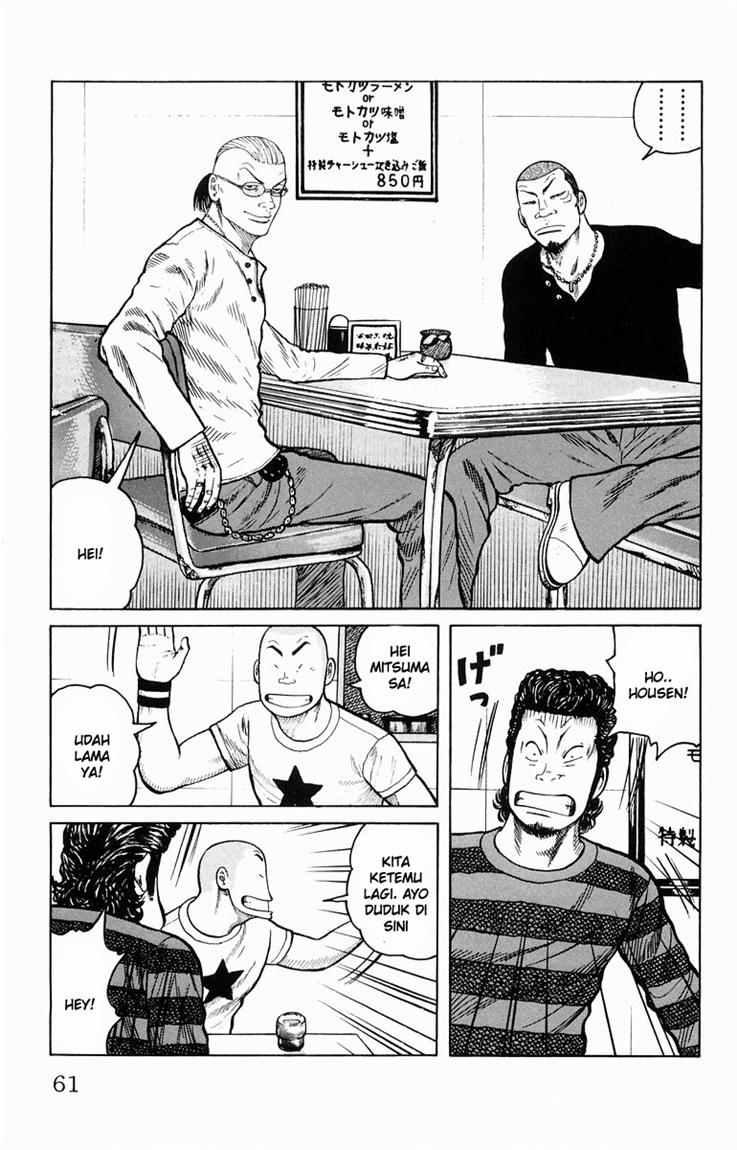 モトカツラーメン
or
モトカツ味噌
or
モトカツ塩
+
特製チャーシュー炊き込みご飯
850円
HEI!
HO..
HOUSEN!
げっ
特製
HEI
MITSUMA
SA!
UDAH
LAMA
YA!
KITA
KETEMU
LAGI. AYO
DUDUK DI
SINI
HEY!
61